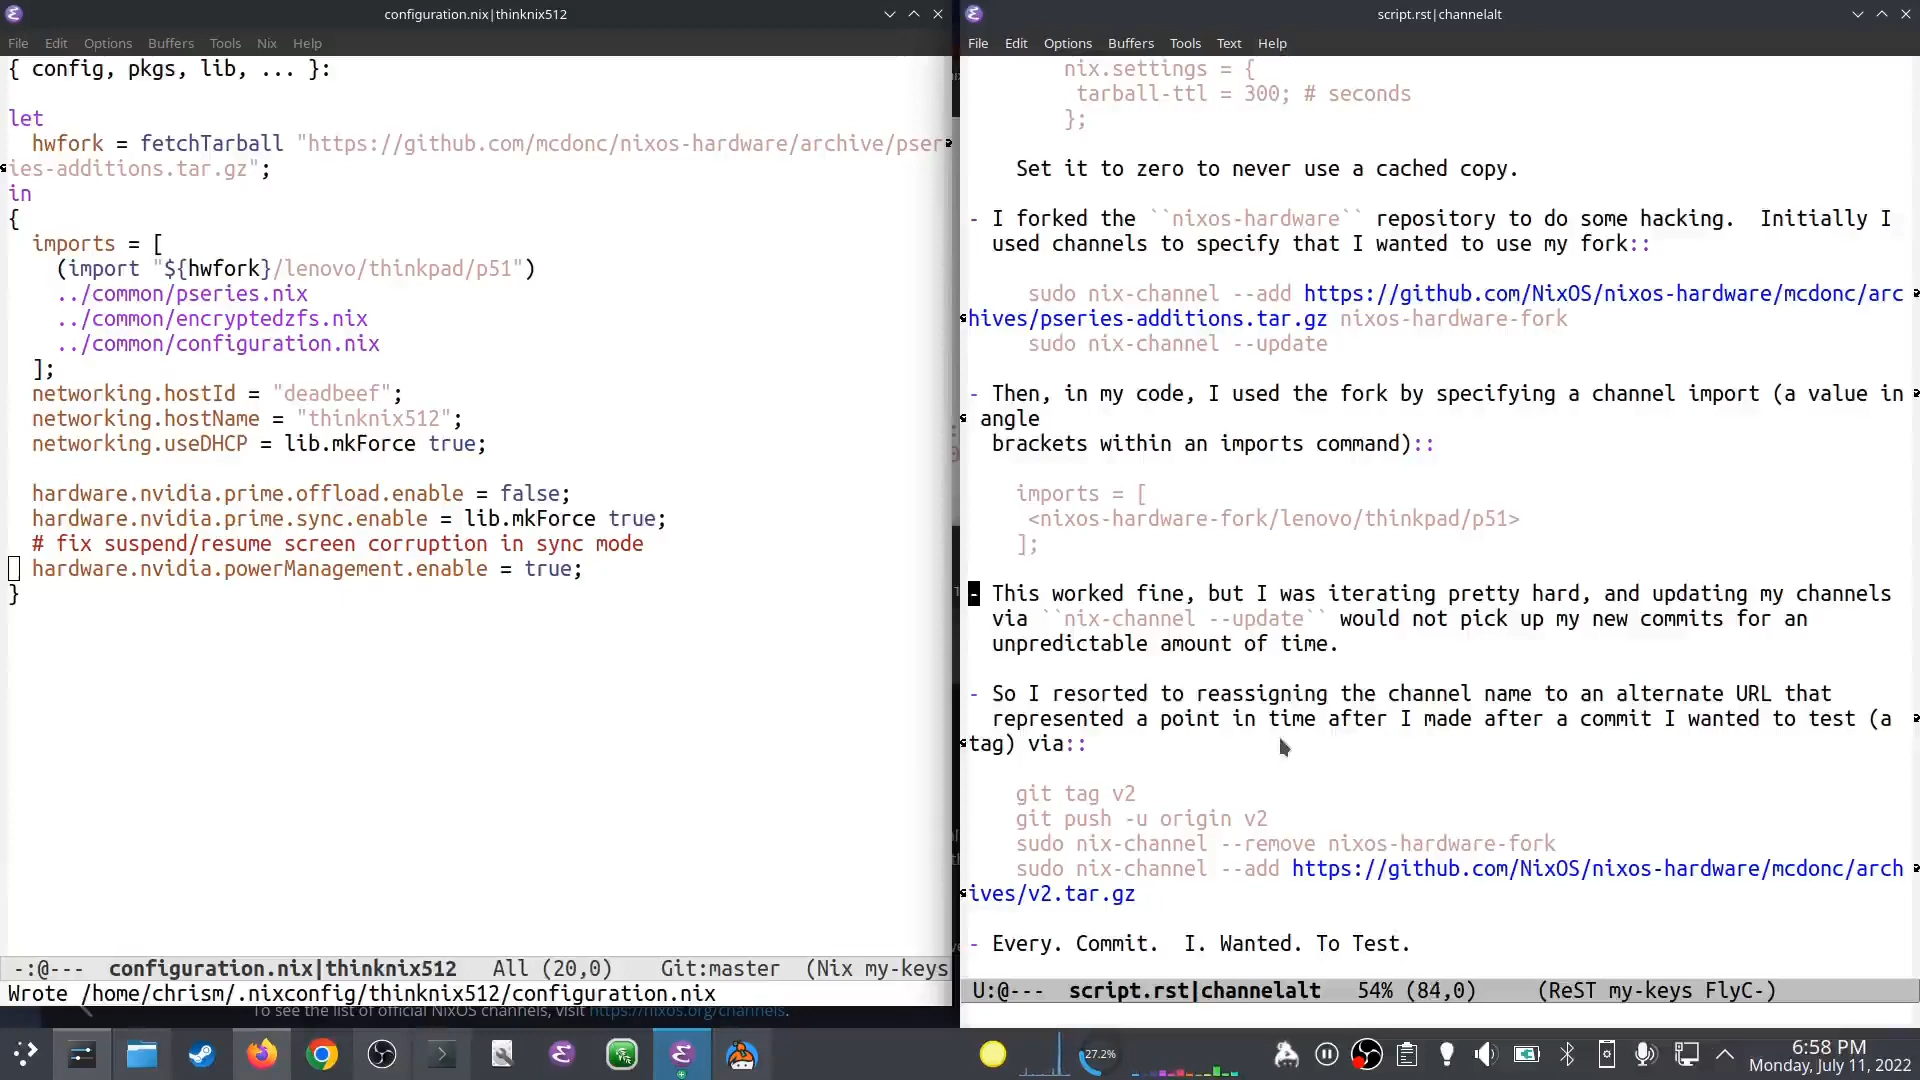 configuration.nix|thinknix512
File Edit Options Buffers Tools Nix Help
{ config, pkgs, lib, ... }:
let
hwfork = fetchTarball "https://github.com/mcdonc/nixos-hardware/archive/pser
ies-additions.tar.gz";
in
{
imports = [
(import "${hwfork}/lenovo/thinkpad/p51")
../common/pseries.nix
../common/encryptedzfs.nix
../common/configuration.nix
];
networking.hostId = "deadbeef";
networking.hostName = "thinknix512";
networking.useDHCP = lib.mkForce true;
hardware.nvidia.prime.offload.enable = false;
hardware.nvidia.prime.sync.enable = lib.mkForce true;
# fix suspend/resume screen corruption in sync mode
hardware.nvidia.powerManagement.enable = true;
}
-:@--- configuration.nix|thinknix512 All (20,0) Git:master (Nix my-keys
Wrote /home/chrism/.nixconfig/thinknix512/configuration.nix
To see the list of official NixOS channels, visit https://nixos.org/channels.
script.rst|channelalt
File Edit Options Buffers Tools Text Help
nix.settings = {
tarball-ttl = 300; # seconds
};
Set it to zero to never use a cached copy.
- I forked the ``nixos-hardware`` repository to do some hacking. Initially I
used channels to specify that I wanted to use my fork::
sudo nix-channel --add https://github.com/NixOS/nixos-hardware/mcdonc/arc
hives/pseries-additions.tar.gz nixos-hardware-fork
sudo nix-channel --update
- Then, in my code, I used the fork by specifying a channel import (a value in
angle
brackets within an imports command)::
imports = [
<nixos-hardware-fork/lenovo/thinkpad/p51>
];
- This worked fine, but I was iterating pretty hard, and updating my channels
via ``nix-channel --update`` would not pick up my new commits for an
unpredictable amount of time.
- So I resorted to reassigning the channel name to an alternate URL that
represented a point in time after I made after a commit I wanted to test (a
tag) via::
git tag v2
git push -u origin v2
sudo nix-channel --remove nixos-hardware-fork
sudo nix-channel --add https://github.com/NixOS/nixos-hardware/mcdonc/arch
ives/v2.tar.gz
- Every. Commit. I. Wanted. To Test.
U:@--- script.rst|channelalt 54% (84,0) (ReST my-keys FlyC-)
27.2%
6:58 PM
Monday, July 11, 2022